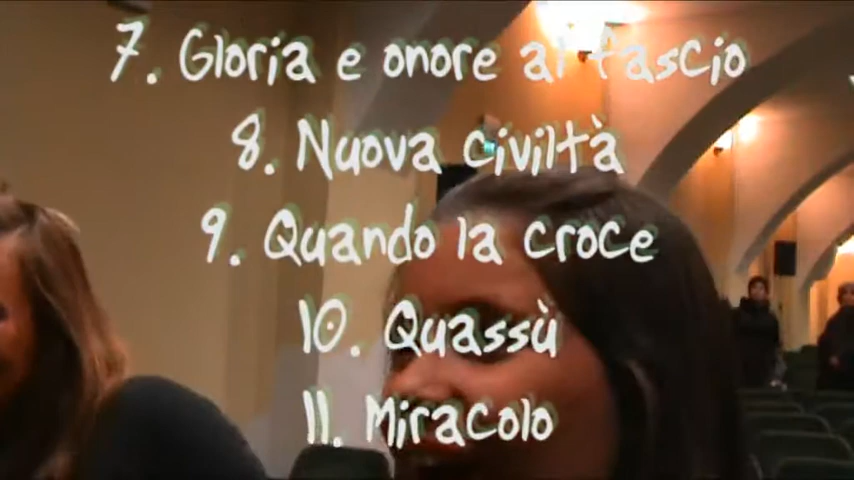 7. Gloria e onore al fascio
8. Nuova civiltà
9. Quando la croce
10. Quassù
11. Miracolo